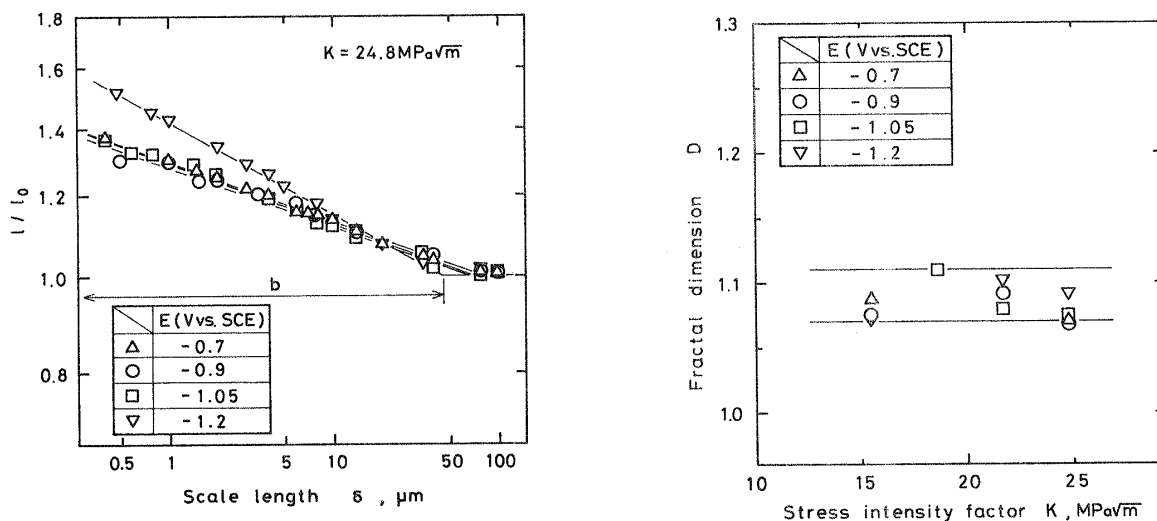 1.8
1.6
1.4
1.2
1.0
0.8
l / l₀
K = 24.8MPa√m
b
E (V vs. SCE)
△ -0.7
○ -0.9
□ -1.05
▽ -1.2
0.5 1 5 10 50 100
Scale length δ , μm
1.3
1.2
1.1
1.0
Fractal dimension D
E ( V vs. SCE)
△ -0.7
○ -0.9
□ -1.05
▽ -1.2
10 15 20 25
Stress intensity factor K , MPa√m